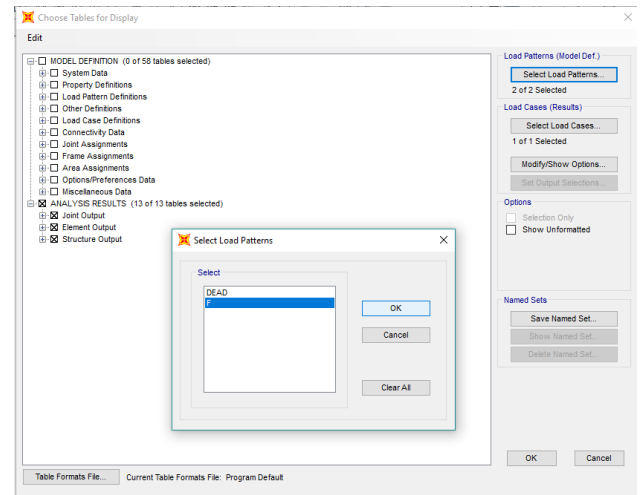 Choose Tables for Display
Edit
MODEL DEFINITION (0 of 58 tables selected)
System Data
Property Definitions
Load Pattern Definitions
Other Definitions
Load Case Definitions
Connectivity Data
Joint Assignments
Frame Assignments
Area Assignments
Options/Preferences Data
Miscellaneous Data
ANALYSIS RESULTS (13 of 13 tables selected)
Joint Output
Element Output
Structure Output
Select Load Patterns
Select
DEAD
F
OK
Cancel
Clear All
Load Patterns (Model Def.)
Select Load Patterns...
2 of 2 Selected
Load Cases (Results)
Select Load Cases...
1 of 1 Selected
Modify/Show Options...
Set Output Selections...
Options
Selection Only
Show Unformatted
Named Sets
Save Named Set...
Show Named Set...
Delete Named Set...
OK Cancel
Table Formats File... Current Table Formats File: Program Default